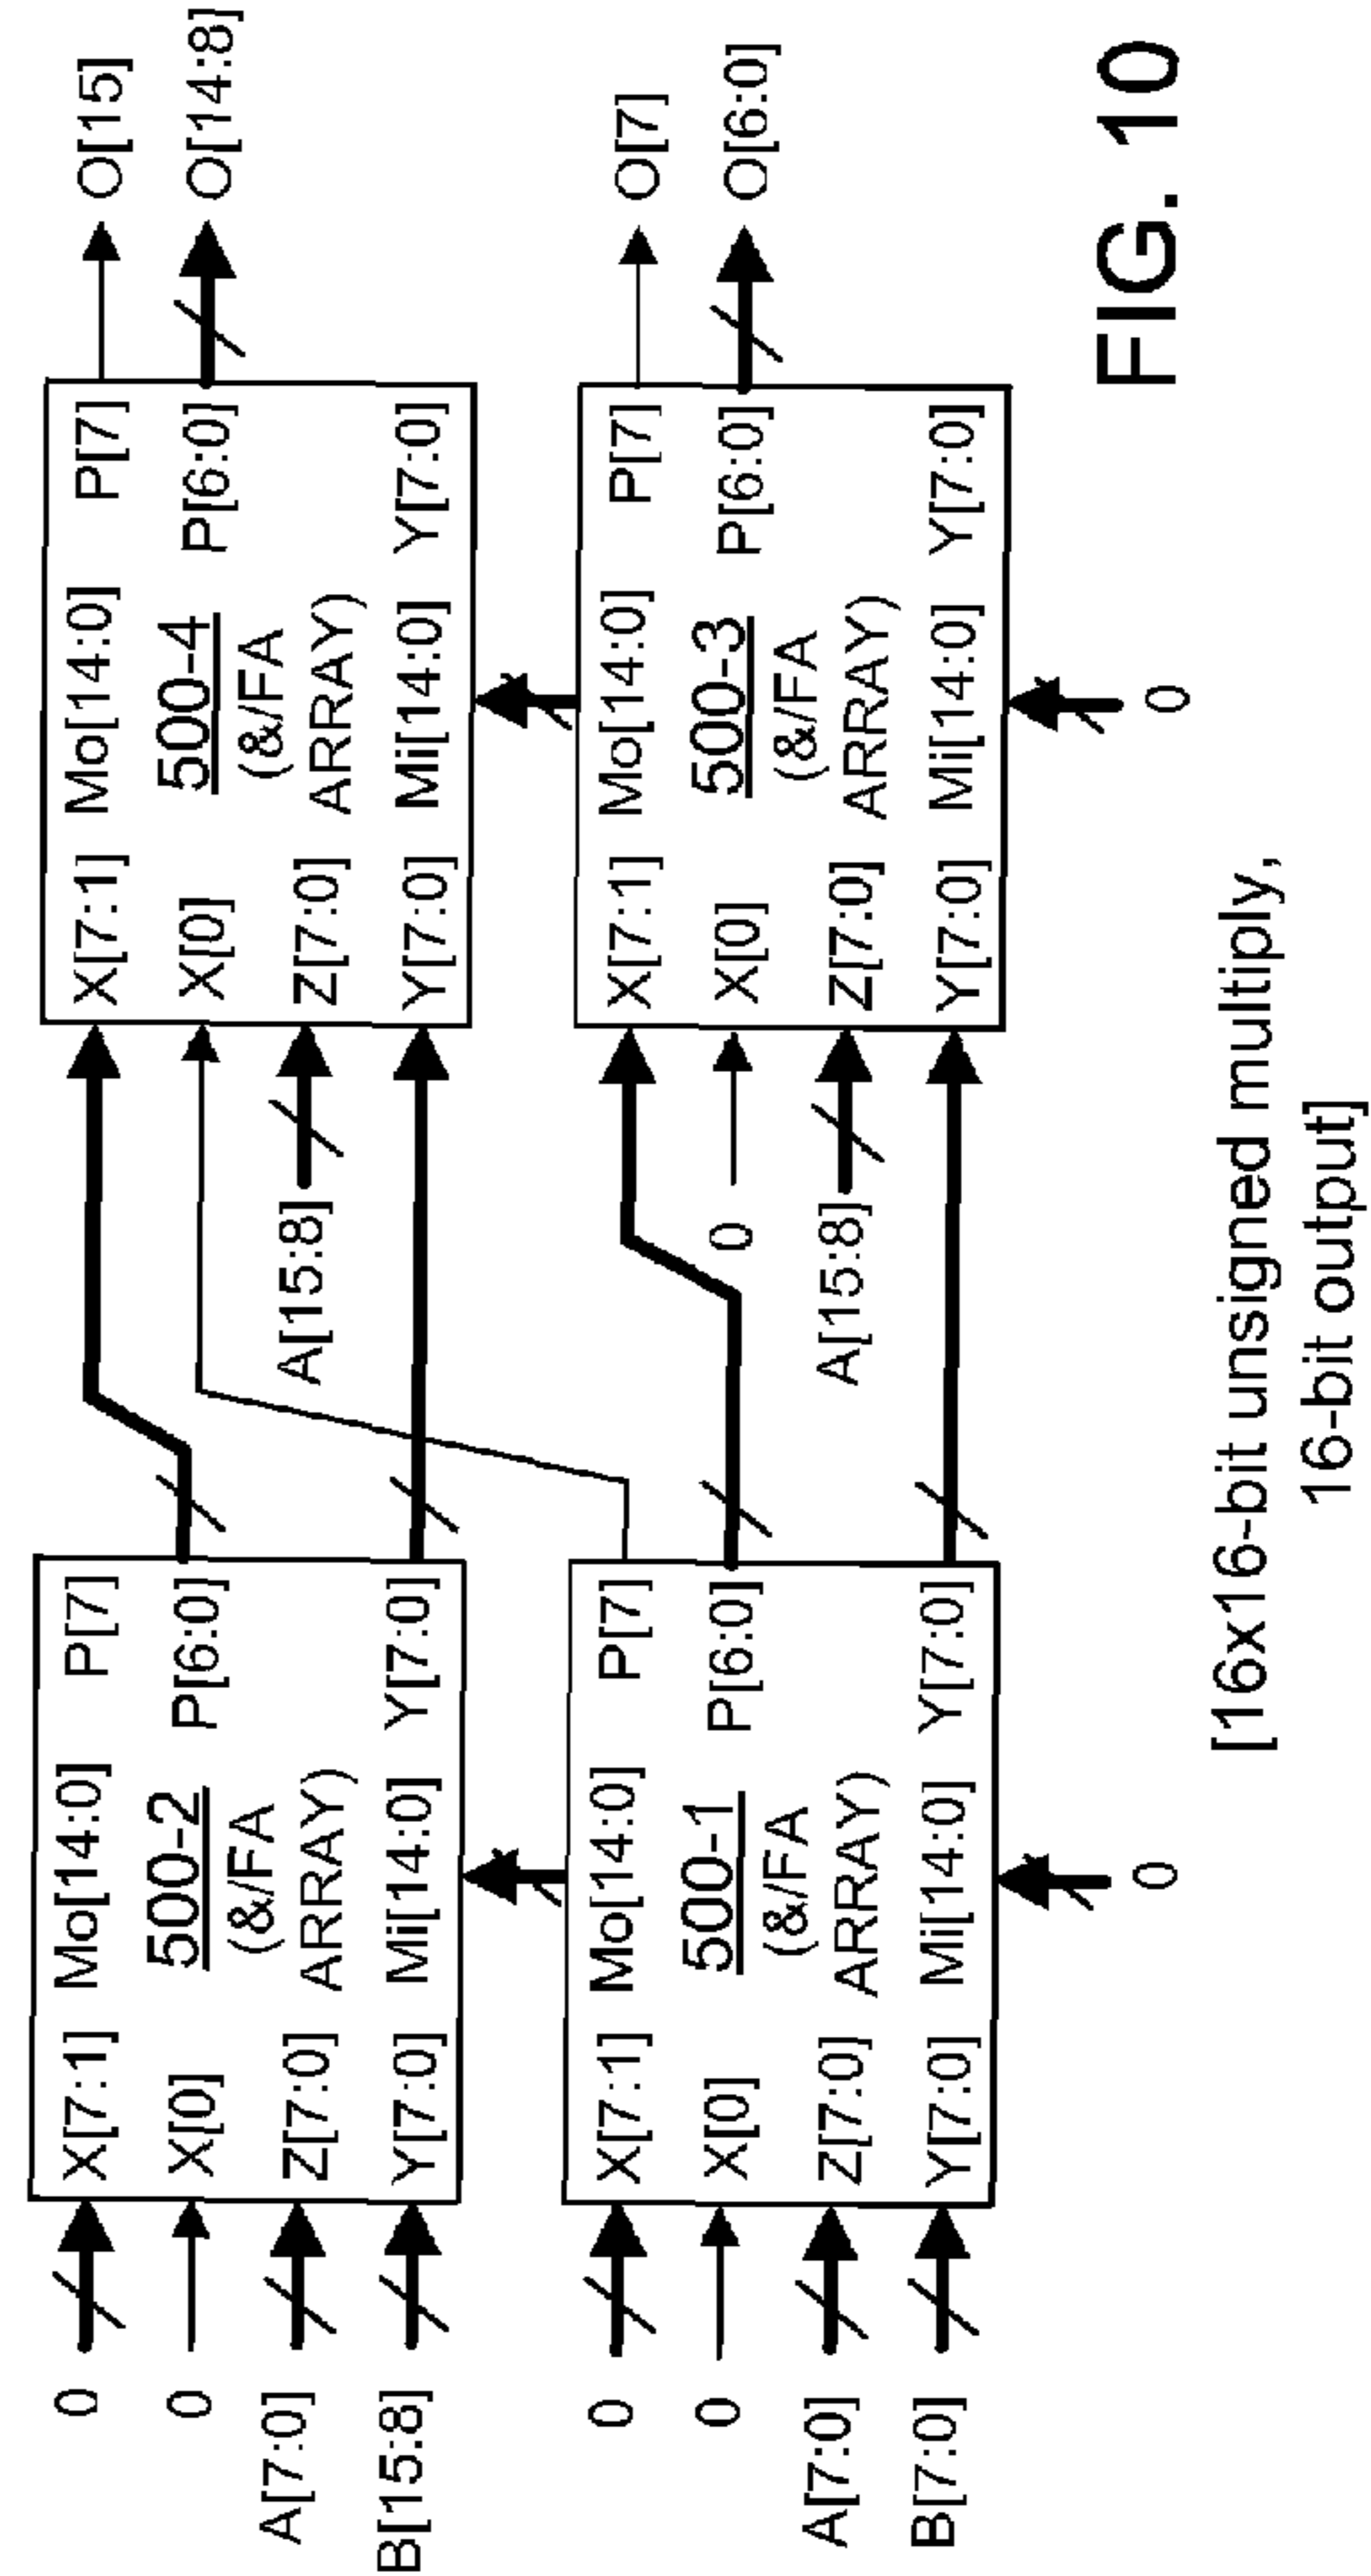 0
0
A[7:0]
B[15:8]
X[7:1]
X[0]
Z[7:0]
Y[7:0]
Mo[14:0]
500-2
(&/FA
ARRAY)
Mi[14:0]
P[7]
P[6:0]
Y[7:0]
A[15:8]
X[7:1]
X[0]
Z[7:0]
Y[7:0]
Mo[14:0]
500-4
(&/FA
ARRAY)
Mi[14:0]
P[7]
P[6:0]
Y[7:0]
O[15]
O[14:8]
0
0
A[7:0]
B[7:0]
X[7:1]
X[0]
Z[7:0]
Y[7:0]
Mo[14:0]
500-1
(&/FA
ARRAY)
Mi[14:0]
P[7]
P[6:0]
Y[7:0]
0
0
A[15:8]
X[7:1]
X[0]
Z[7:0]
Y[7:0]
Mo[14:0]
500-3
(&/FA
ARRAY)
Mi[14:0]
P[7]
P[6:0]
Y[7:0]
0
O[7]
O[6:0]
[16x16-bit unsigned multiply,
16-bit output]
FIG. 10